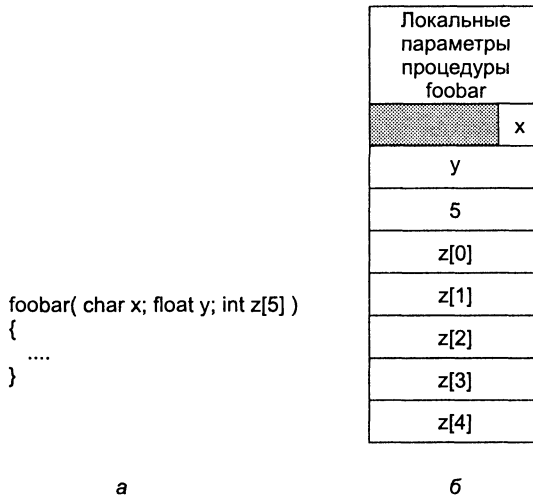 Локальные
параметры
процедуры
foobar
x
y
5
z[0]
z[1]
z[2]
z[3]
z[4]
foobar( char x; float y; int z[5] )
{
....
}
а
б